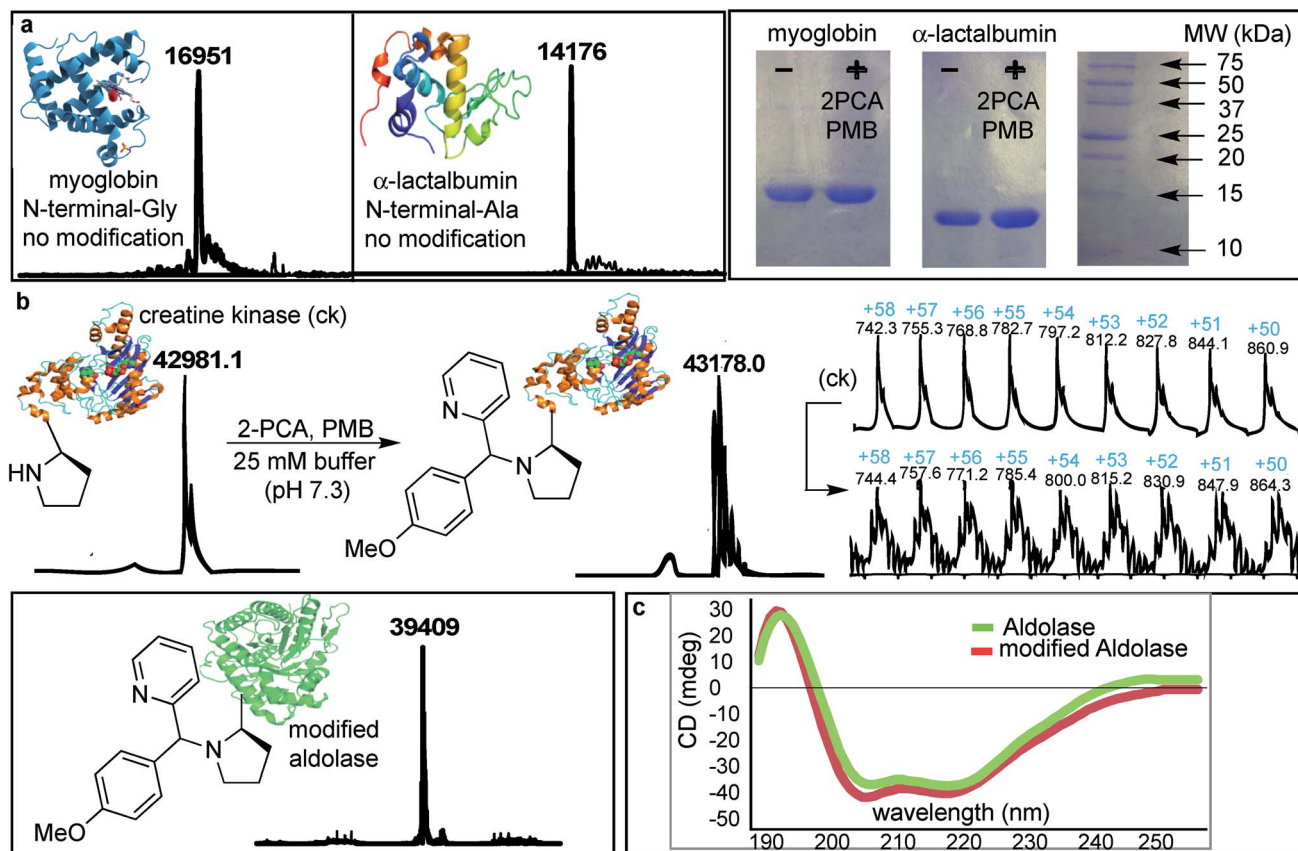 a
16951
myoglobin
N-terminal-Gly
no modification
14176
α-lactalbumin
N-terminal-Ala
no modification
myoglobin α-lactalbumin MW (kDa)
− + − +
2PCA 2PCA
PMB PMB
75
50
37
25
20
15
10
b
creatine kinase (ck)
42981.1
HN
2-PCA, PMB
25 mM buffer
(pH 7.3)
43178.0
N
N
MeO
(ck)
+58 +57 +56 +55 +54 +53 +52 +51 +50
742.3 755.3 768.8 782.7 797.2 812.2 827.8 844.1 860.9
+58 +57 +56 +55 +54 +53 +52 +51 +50
744.4 757.6 771.2 785.4 800.0 815.2 830.9 847.9 864.3
39409
N
N
MeO
modified
aldolase
c
CD (mdeg)
30
20
10
0
-10
-20
-30
-40
-50
Aldolase
modified Aldolase
wavelength (nm)
190 200 210 220 230 240 250